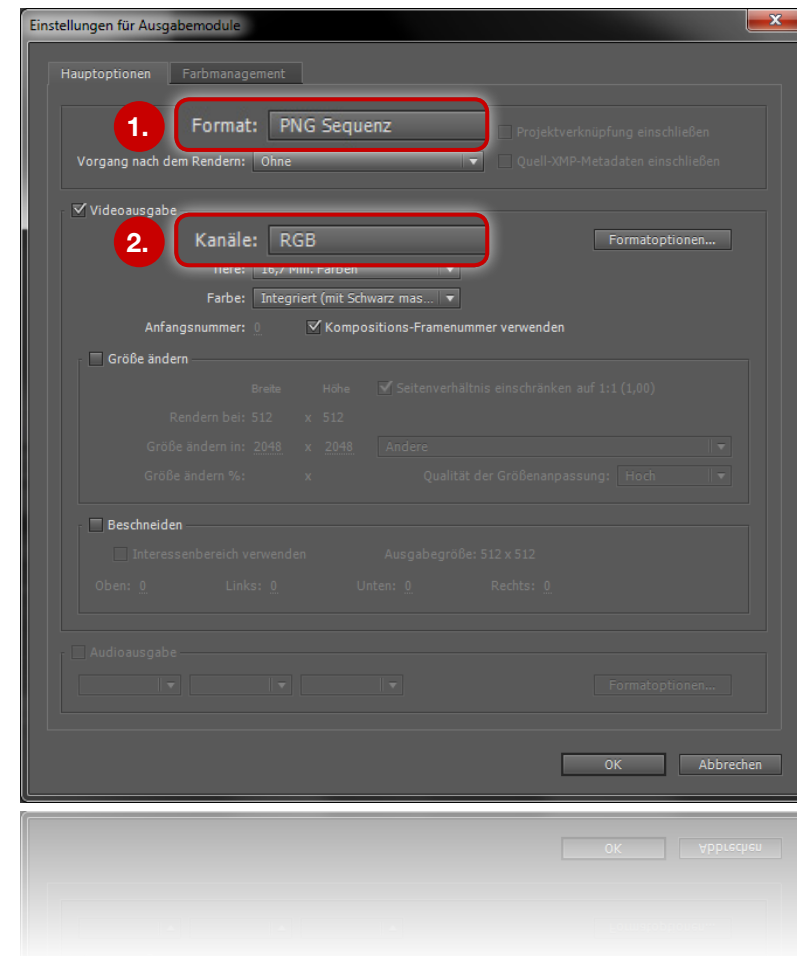 Einstellungen für Ausgabemodule
x
Hauptoptionen Farbmanagement
1. Format: PNG Sequenz Projektverknüpfung einschließen
Vorgang nach dem Rendern: Ohne Quell-XMP-Metadaten einschließen
Videoausgabe
2. Kanäle: RGB Formatoptionen...
Tiefe: 16,7 Mill. Farben
Farbe: Integriert (mit Schwarz mas...
Anfangsnummer: 0 Kompositions-Framenummer verwenden
Größe ändern
Breite Höhe Seitenverhältnis einschränken auf 1:1 (1,00)
Rendern bei: 512 x 512
Größe ändern in: 2048 x 2048 Andere
Größe ändern %: x Qualität der Größenanpassung: Hoch
Beschneiden
Interessenbereich verwenden Ausgabegröße: 512 x 512
Oben: 0 Links: 0 Unten: 0 Rechts: 0
Audioausgabe
Formatoptionen...
OK Abbrechen
OK Abbrechen